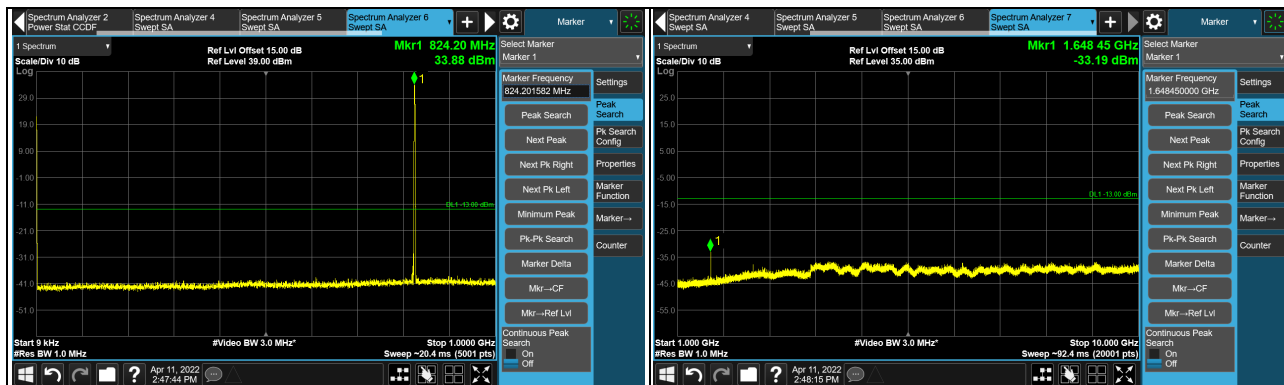 Spectrum Analyzer 2
Power Stat CCDF
Spectrum Analyzer 4
Swept SA
Spectrum Analyzer 5
Swept SA
Spectrum Analyzer 6
Swept SA
Marker
1 Spectrum
Scale/Div 10 dB
Log
Ref Lvl Offset 15.00 dB
Ref Level 39.00 dBm
Mkr1 824.20 MHz
33.88 dBm
1
29.0
19.0
9.00
-1.00
-11.0
-21.0
-31.0
-41.0
-51.0
DL1 -13.00 dBm
Start 9 kHz
#Res BW 1.0 MHz
#Video BW 3.0 MHz*
Stop 1.0000 GHz
Sweep ~20.4 ms (5001 pts)
Select Marker
Marker 1
Marker Frequency
824.201582 MHz
Peak Search
Next Peak
Next Pk Right
Next Pk Left
Minimum Peak
Pk-Pk Search
Marker Delta
Mkr→CF
Mkr→Ref Lvl
Continuous Peak
Search
On
Off
Settings
Peak
Search
Pk Search
Config
Properties
Marker
Function
Marker→
Counter
?
Apr 11, 2022
2:47:44 PM
Spectrum Analyzer 4
Swept SA
Spectrum Analyzer 5
Swept SA
Spectrum Analyzer 6
Swept SA
Spectrum Analyzer 7
Swept SA
Marker
1 Spectrum
Scale/Div 10 dB
Log
Ref Lvl Offset 15.00 dB
Ref Level 35.00 dBm
Mkr1 1.648 45 GHz
-33.19 dBm
1
25.0
15.0
5.00
-5.00
-15.0
-25.0
-35.0
-45.0
-55.0
DL1 -13.00 dBm
Start 1.000 GHz
#Res BW 1.0 MHz
#Video BW 3.0 MHz*
Stop 10.000 GHz
Sweep ~92.4 ms (20001 pts)
Select Marker
Marker 1
Marker Frequency
1.648450000 GHz
Peak Search
Next Peak
Next Pk Right
Next Pk Left
Minimum Peak
Pk-Pk Search
Marker Delta
Mkr→CF
Mkr→Ref Lvl
Continuous Peak
Search
On
Off
Settings
Peak
Search
Pk Search
Config
Properties
Marker
Function
Marker→
Counter
?
Apr 11, 2022
2:48:15 PM